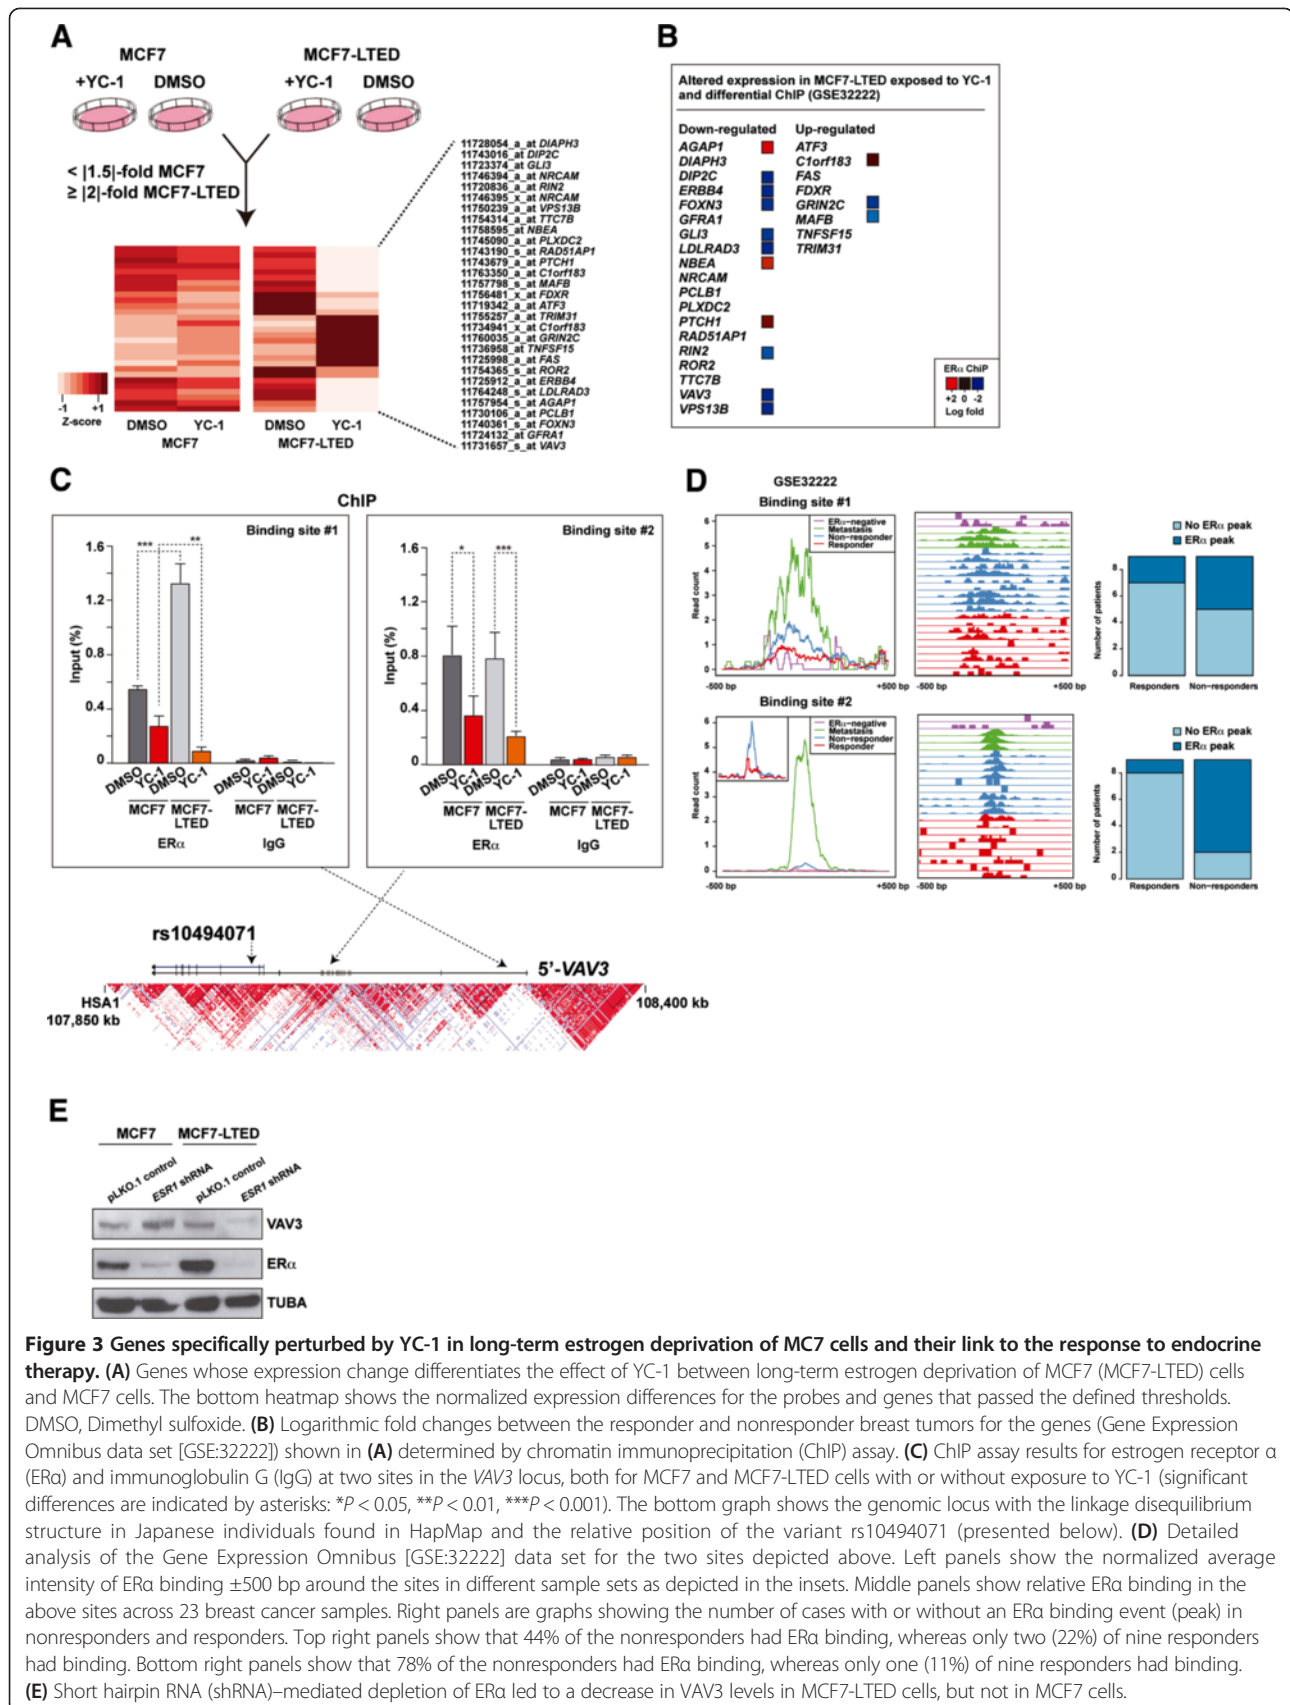 A
MCF7
MCF7-LTED
+YC-1 DMSO
+YC-1 DMSO
< |1.5|-fold MCF7
≥ |2|-fold MCF7-LTED
11728054_a_at DIAPH3
11743016_at DIP2C
11723374_at GLI3
11746394_a_at NRCAM
11720836_a_at RIN2
11746395_x_at NRCAM
11750239_a_at VPS13B
11754314_a_at TTC7B
11758595_at NBEA
11745090_a_at PLXDC2
11743190_s_at RAD51AP1
11743679_a_at PTCH1
11763350_at C1orf183
11757798_s_at MAFB
11756481_x_at FDXR
11719342_at ATF3
11755257_a_at TRIM31
11734941_x_at C1orf183
11760035_a_at GRIN2C
11736958_at TNFSF15
11725998_a_at FAS
11754365_s_at ROR2
11725912_a_at ERBB4
11764248_s_at LDLRAD3
11757954_s_at AGAP1
11730106_a_at PCLB1
11740361_s_at FOXN3
11724132_at GFRA1
11731657_s_at VAV3
-1 +1
Z-score
DMSO YC-1
MCF7
DMSO YC-1
MCF7-LTED
B
Altered expression in MCF7-LTED exposed to YC-1
and differential ChIP (GSE32222)
Down-regulated Up-regulated
AGAP1 ATF3
DIAPH3 C1orf183
DIP2C FAS
ERBB4 FDXR
FOXN3 GRIN2C
GFRA1 MAFB
GLI3 TNFSF15
LDLRAD3 TRIM31
NBEA
NRCAM
PCLB1
PLXDC2
PTCH1
RAD51AP1
RIN2
ROR2
TTC7B
VAV3
VPS13B
ERα ChIP
+2 0 -2
Log fold
C
ChIP
Binding site #1
Input (%)
1.6
1.2
0.8
0.4
0
*** **
DMSO YC-1 DMSO YC-1 DMSO YC-1 DMSO YC-1
MCF7 MCF7-LTED MCF7 MCF7-LTED
ERα IgG
Binding site #2
Input (%)
1.6
1.2
0.8
0.4
0
* ***
DMSO YC-1 DMSO YC-1 DMSO YC-1 DMSO YC-1
MCF7 MCF7-LTED MCF7 MCF7-LTED
ERα IgG
rs10494071
5'-VAV3
HSA1
107,850 kb
108,400 kb
D
GSE32222
Binding site #1
ERα-negative
Metastasis
Non-responder
Responder
Read count
6
5
4
3
2
1
0
-500 bp +500 bp
-500 bp +500 bp
No ERα peak
ERα peak
Number of patients
8
6
4
2
0
Responders Non-responders
Binding site #2
ERα-negative
Metastasis
Non-responder
Responder
Read count
6
5
4
3
2
1
0
-500 bp +500 bp
-500 bp +500 bp
No ERα peak
ERα peak
Number of patients
8
6
4
2
0
Responders Non-responders
E
MCF7 MCF7-LTED
pLKO.1 control ESR1 shRNA pLKO.1 control ESR1 shRNA
VAV3
ERα
TUBA
Figure 3 Genes specifically perturbed by YC-1 in long-term estrogen deprivation of MC7 cells and their link to the response to endocrine
therapy. (A) Genes whose expression change differentiates the effect of YC-1 between long-term estrogen deprivation of MCF7 (MCF7-LTED) cells
and MCF7 cells. The bottom heatmap shows the normalized expression differences for the probes and genes that passed the defined thresholds.
DMSO, Dimethyl sulfoxide. (B) Logarithmic fold changes between the responder and nonresponder breast tumors for the genes (Gene Expression
Omnibus data set [GSE:32222]) shown in (A) determined by chromatin immunoprecipitation (ChIP) assay. (C) ChIP assay results for estrogen receptor α
(ERα) and immunoglobulin G (IgG) at two sites in the VAV3 locus, both for MCF7 and MCF7-LTED cells with or without exposure to YC-1 (significant
differences are indicated by asterisks: *P < 0.05, **P < 0.01, ***P < 0.001). The bottom graph shows the genomic locus with the linkage disequilibrium
structure in Japanese individuals found in HapMap and the relative position of the variant rs10494071 (presented below). (D) Detailed
analysis of the Gene Expression Omnibus [GSE:32222] data set for the two sites depicted above. Left panels show the normalized average
intensity of ERα binding ±500 bp around the sites in different sample sets as depicted in the insets. Middle panels show relative ERα binding in the
above sites across 23 breast cancer samples. Right panels are graphs showing the number of cases with or without an ERα binding event (peak) in
nonresponders and responders. Top right panels show that 44% of the nonresponders had ERα binding, whereas only two (22%) of nine responders
had binding. Bottom right panels show that 78% of the nonresponders had ERα binding, whereas only one (11%) of nine responders had binding.
(E) Short hairpin RNA (shRNA)–mediated depletion of ERα led to a decrease in VAV3 levels in MCF7-LTED cells, but not in MCF7 cells.